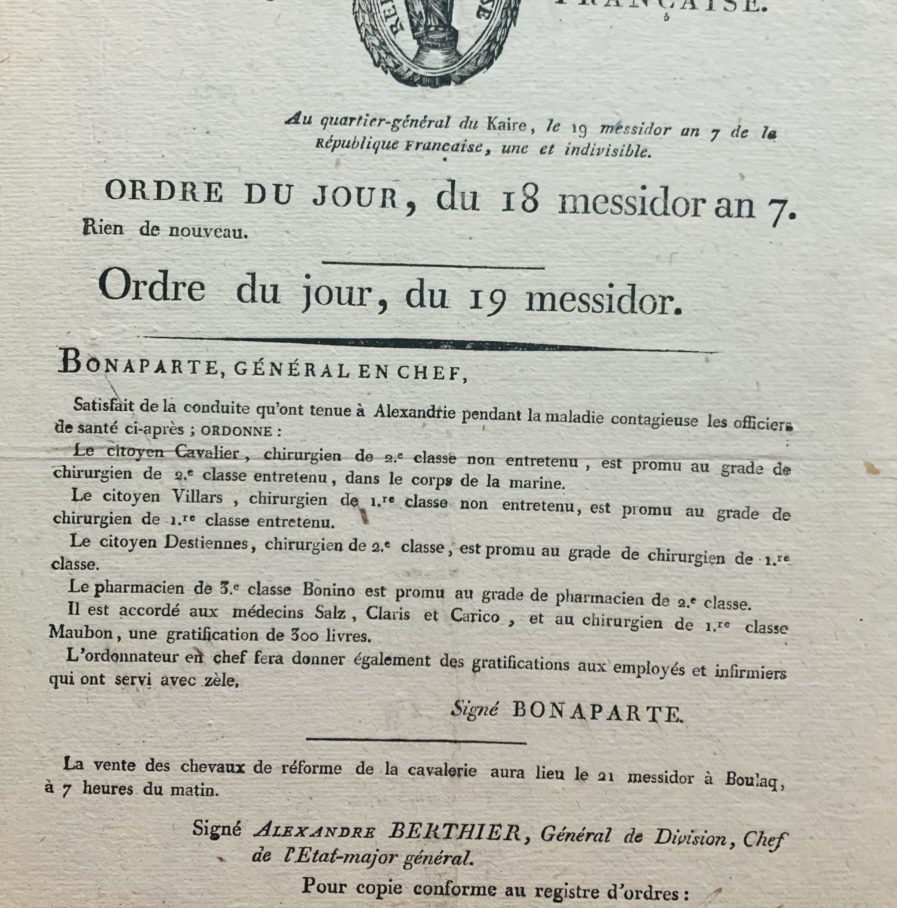 FRANÇAISE.
RÉ SE
Au quartier-général du Kaire, le 19 messidor an 7 de la
République Française, une et indivisible.
ORDRE DU JOUR, du 18 messidor an 7.
Rien de nouveau.
Ordre du jour, du 19 messidor.
BONAPARTE, GÉNÉRAL EN CHEF,
Satisfait de la conduite qu'ont tenue à Alexandrie pendant la maladie contagieuse les officiers
de santé ci-après ; ORDONNE :
Le citoyen Cavalier, chirurgien de 2.e classe non entretenu, est promu au grade de
chirurgien de 2.e classe entretenu, dans le corps de la marine.
Le citoyen Villars, chirurgien de 1.re classe non entretenu, est promu au grade de
chirurgien de 1.re classe entretenu.
Le citoyen Destiennes, chirurgien de 2.e classe, est promu au grade de chirurgien de 1.re
classe.
Le pharmacien de 3.e classe Bonino est promu au grade de pharmacien de 2.e classe.
Il est accordé aux médecins Salz, Claris et Carico, et au chirurgien de 1.re classe
Maubon, une gratification de 300 livres.
L'ordonnateur en chef fera donner également des gratifications aux employés et infirmiers
qui ont servi avec zèle.
Signé BONAPARTE.
La vente des chevaux de réforme de la cavalerie aura lieu le 21 messidor à Boulaq,
à 7 heures du matin.
Signé ALEXANDRE BERTHIER, Général de Division, Chef
de l'Etat-major général.
Pour copie conforme au registre d'ordres :